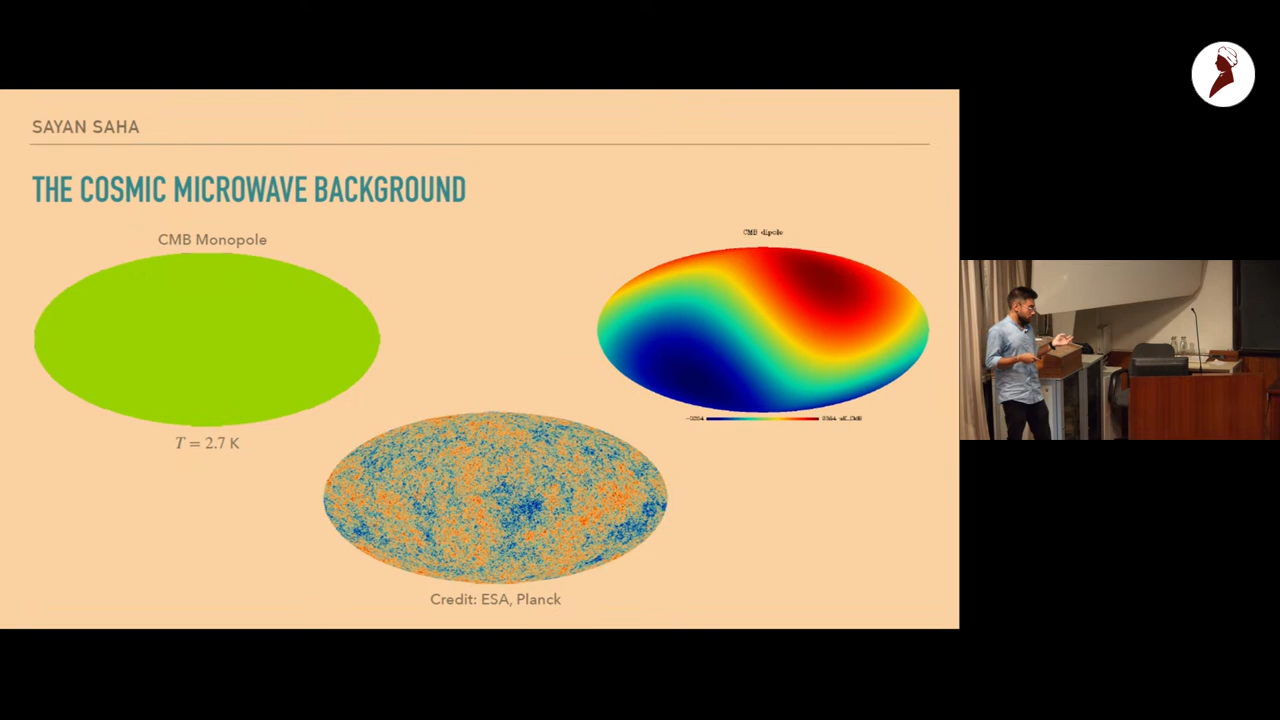 SAYAN SAHA
THE COSMIC MICROWAVE BACKGROUND
CMB Monopole
CMB dipole
T = 2.7 K
Credit: ESA, Planck